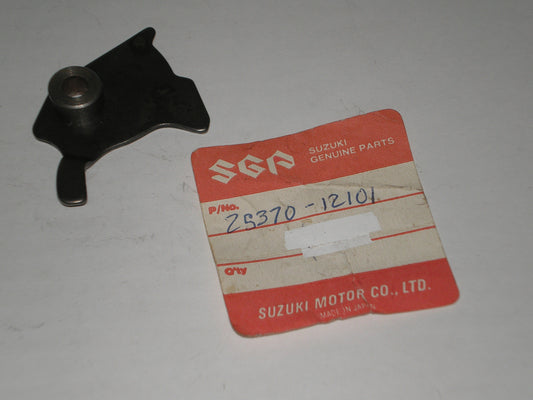 SGP
SUZUKI
GENUINE PARTS
P/No.
25370-12101
Q'ty
SUZUKI MOTOR CO., LTD.
MADE IN JAPAN